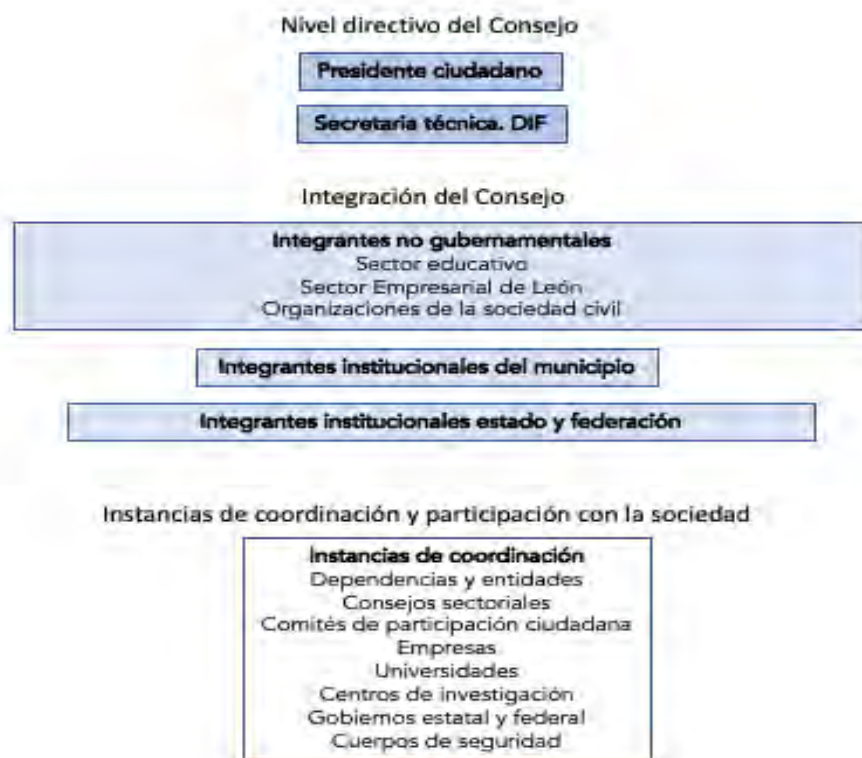 Nivel directivo del Consejo
Presidente ciudadano
Secretaria técnica. DIF
Integración del Consejo
Integrantes no gubernamentales
Sector educativo
Sector Empresarial de León
Organizaciones de la sociedad civil
Integrantes institucionales del municipio
Integrantes institucionales estado y federación
Instancias de coordinación y participación con la sociedad
Instancias de coordinación
Dependencias y entidades
Consejos sectoriales
Comités de participación ciudadana
Empresas
Universidades
Centros de investigación
Gobiernos estatal y federal
Cuerpos de seguridad